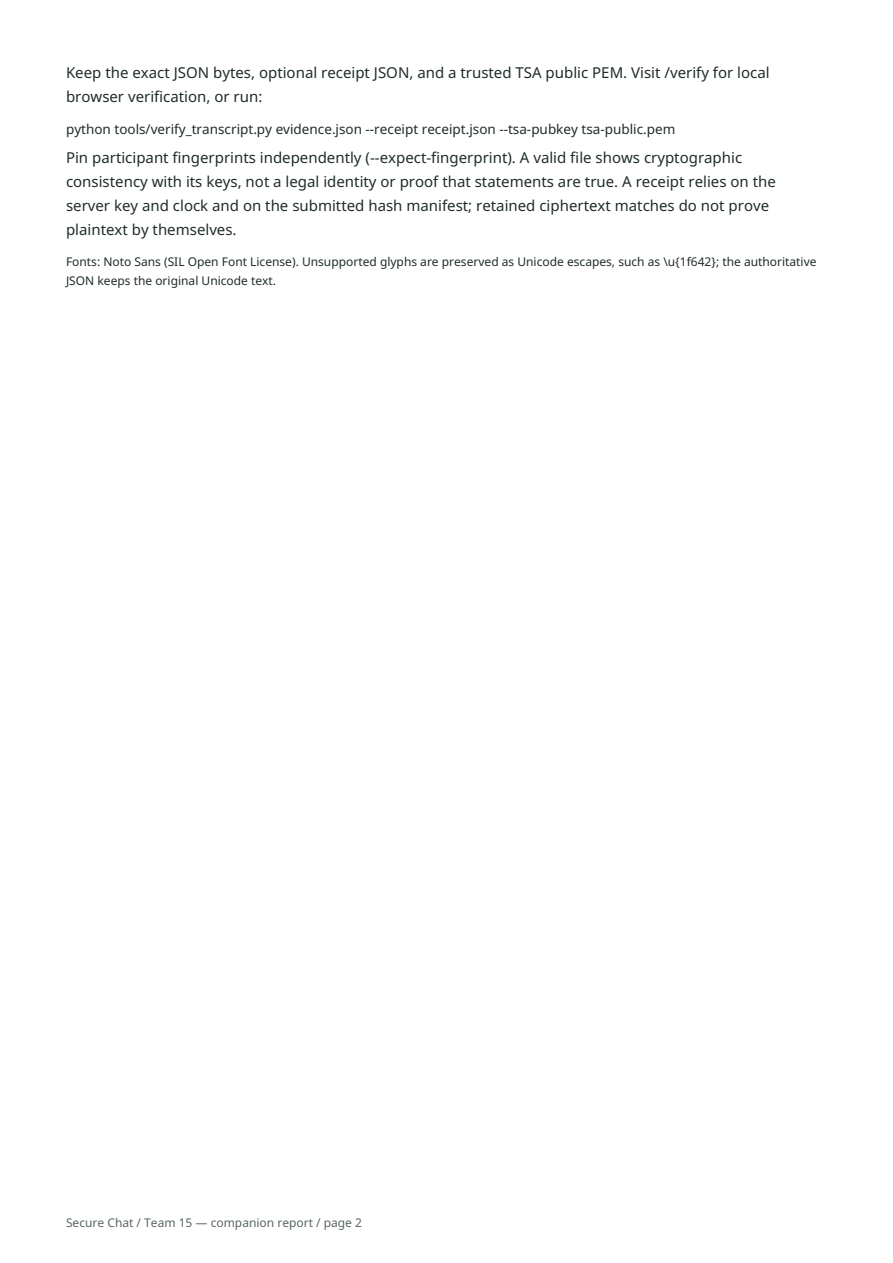 Keep the exact JSON bytes, optional receipt JSON, and a trusted TSA public PEM. Visit /verify for local
browser verification, or run:
python tools/verify_transcript.py evidence.json --receipt receipt.json --tsa-pubkey tsa-public.pem
Pin participant fingerprints independently (--expect-fingerprint). A valid file shows cryptographic
consistency with its keys, not a legal identity or proof that statements are true. A receipt relies on the
server key and clock and on the submitted hash manifest; retained ciphertext matches do not prove
plaintext by themselves.
Fonts: Noto Sans (SIL Open Font License). Unsupported glyphs are preserved as Unicode escapes, such as \u{1f642}; the authoritative
JSON keeps the original Unicode text.
Secure Chat / Team 15 — companion report / page 2